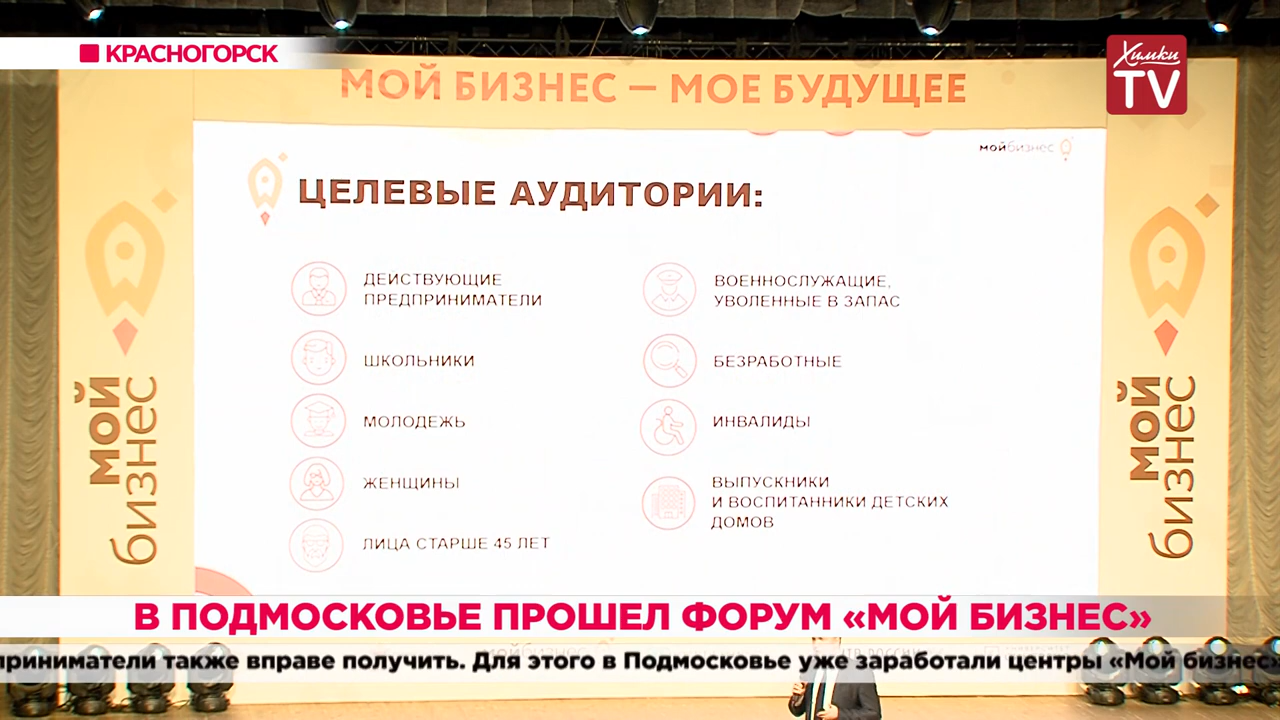 КРАСНОГОРСК
Химки
TV
МОЙ БИЗНЕС – МОЕ БУДУЩЕЕ
мойбизнес
ЦЕЛЕВЫЕ АУДИТОРИИ:
ДЕЙСТВУЮЩИЕ
ПРЕДПРИНИМАТЕЛИ
ШКОЛЬНИКИ
МОЛОДЕЖЬ
ЖЕНЩИНЫ
ЛИЦА СТАРШЕ 45 ЛЕТ
ВОЕННОСЛУЖАЩИЕ,
УВОЛЕННЫЕ В ЗАПАС
БЕЗРАБОТНЫЕ
ИНВАЛИДЫ
ВЫПУСКНИКИ
И ВОСПИТАННИКИ ДЕТСКИХ
ДОМОВ
мой
бизнес
мой
бизнес
В ПОДМОСКОВЬЕ ПРОШЕЛ ФОРУМ «МОЙ БИЗНЕС»
приниматели также вправе получить. Для этого в Подмосковье уже заработали центры «Мой бизнес»